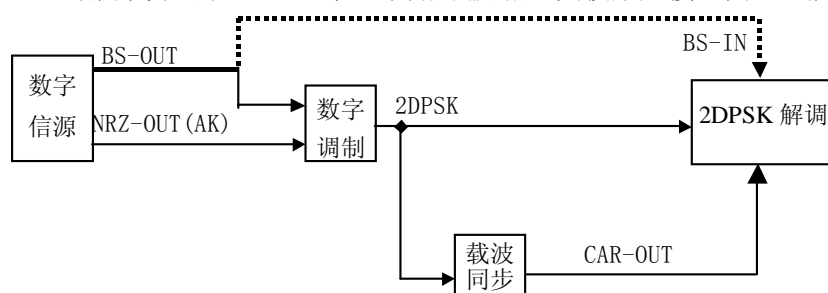 BS-OUT
BS-IN
数字
信源
NRZ-OUT(AK)
数字
调制
2DPSK
2DPSK 解调
载波
同步
CAR-OUT